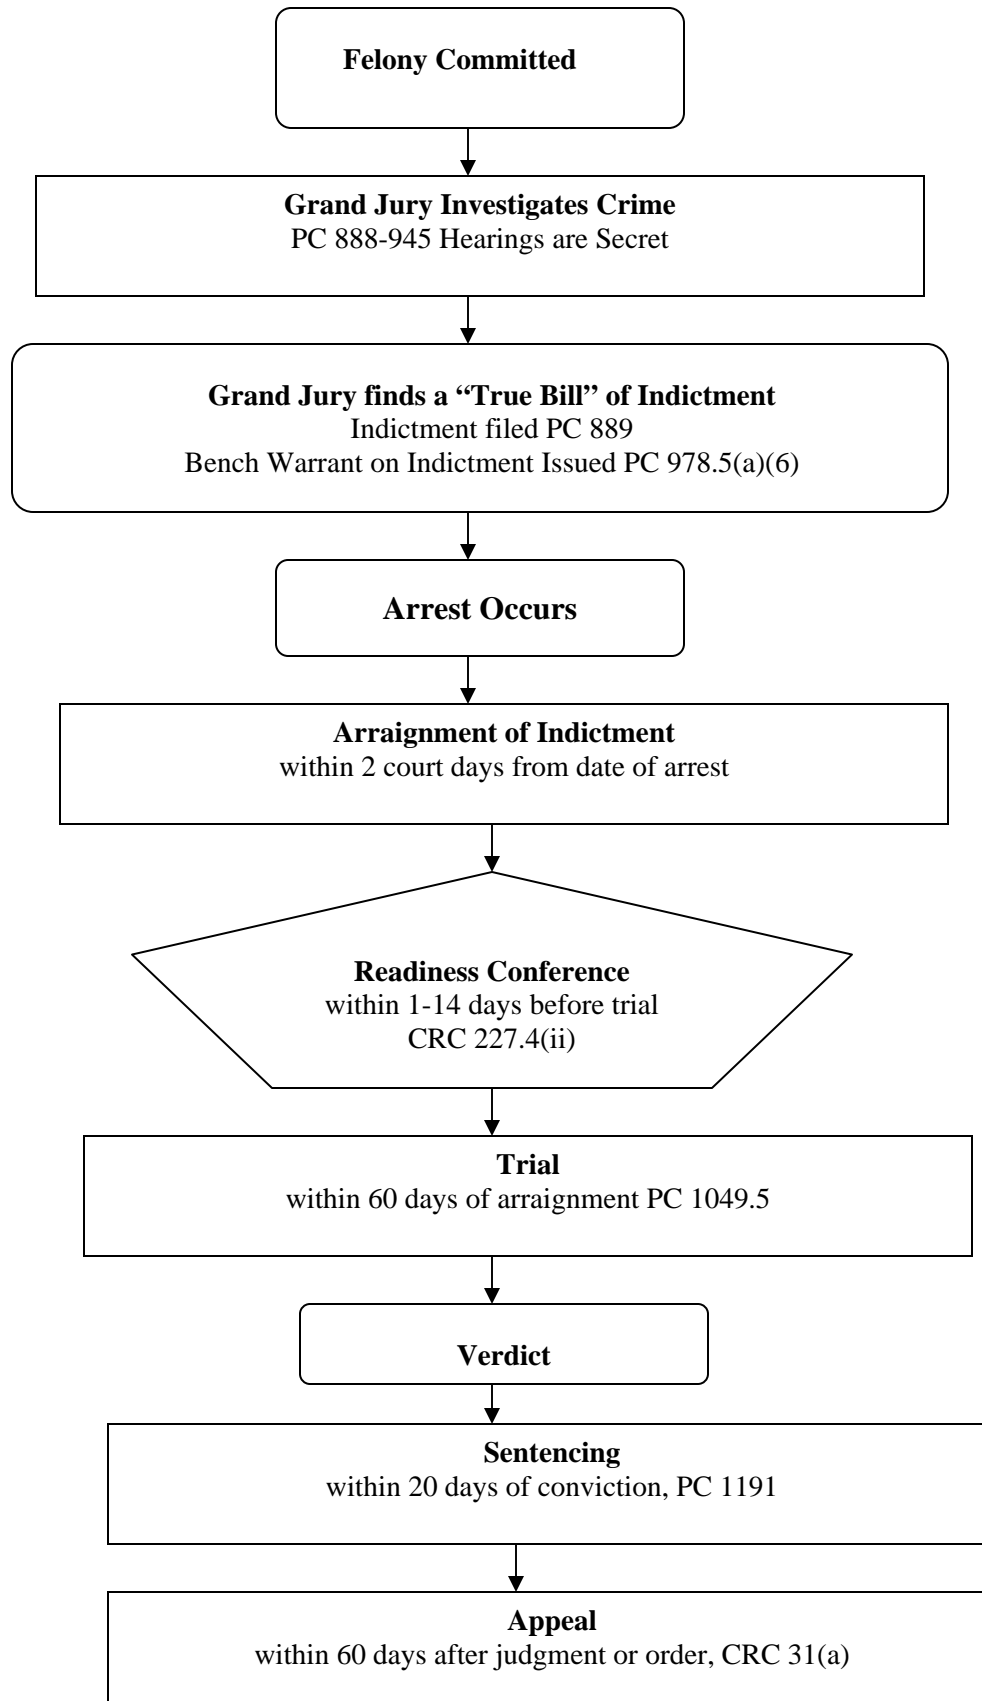 Felony Committed
Grand Jury Investigates Crime
PC 888-945 Hearings are Secret
Grand Jury finds a “True Bill” of Indictment
Indictment filed PC 889
Bench Warrant on Indictment Issued PC 978.5(a)(6)
Arrest Occurs
Arraignment of Indictment
within 2 court days from date of arrest
Readiness Conference
within 1-14 days before trial
CRC 227.4(ii)
Trial
within 60 days of arraignment PC 1049.5
Verdict
Sentencing
within 20 days of conviction, PC 1191
Appeal
within 60 days after judgment or order, CRC 31(a)